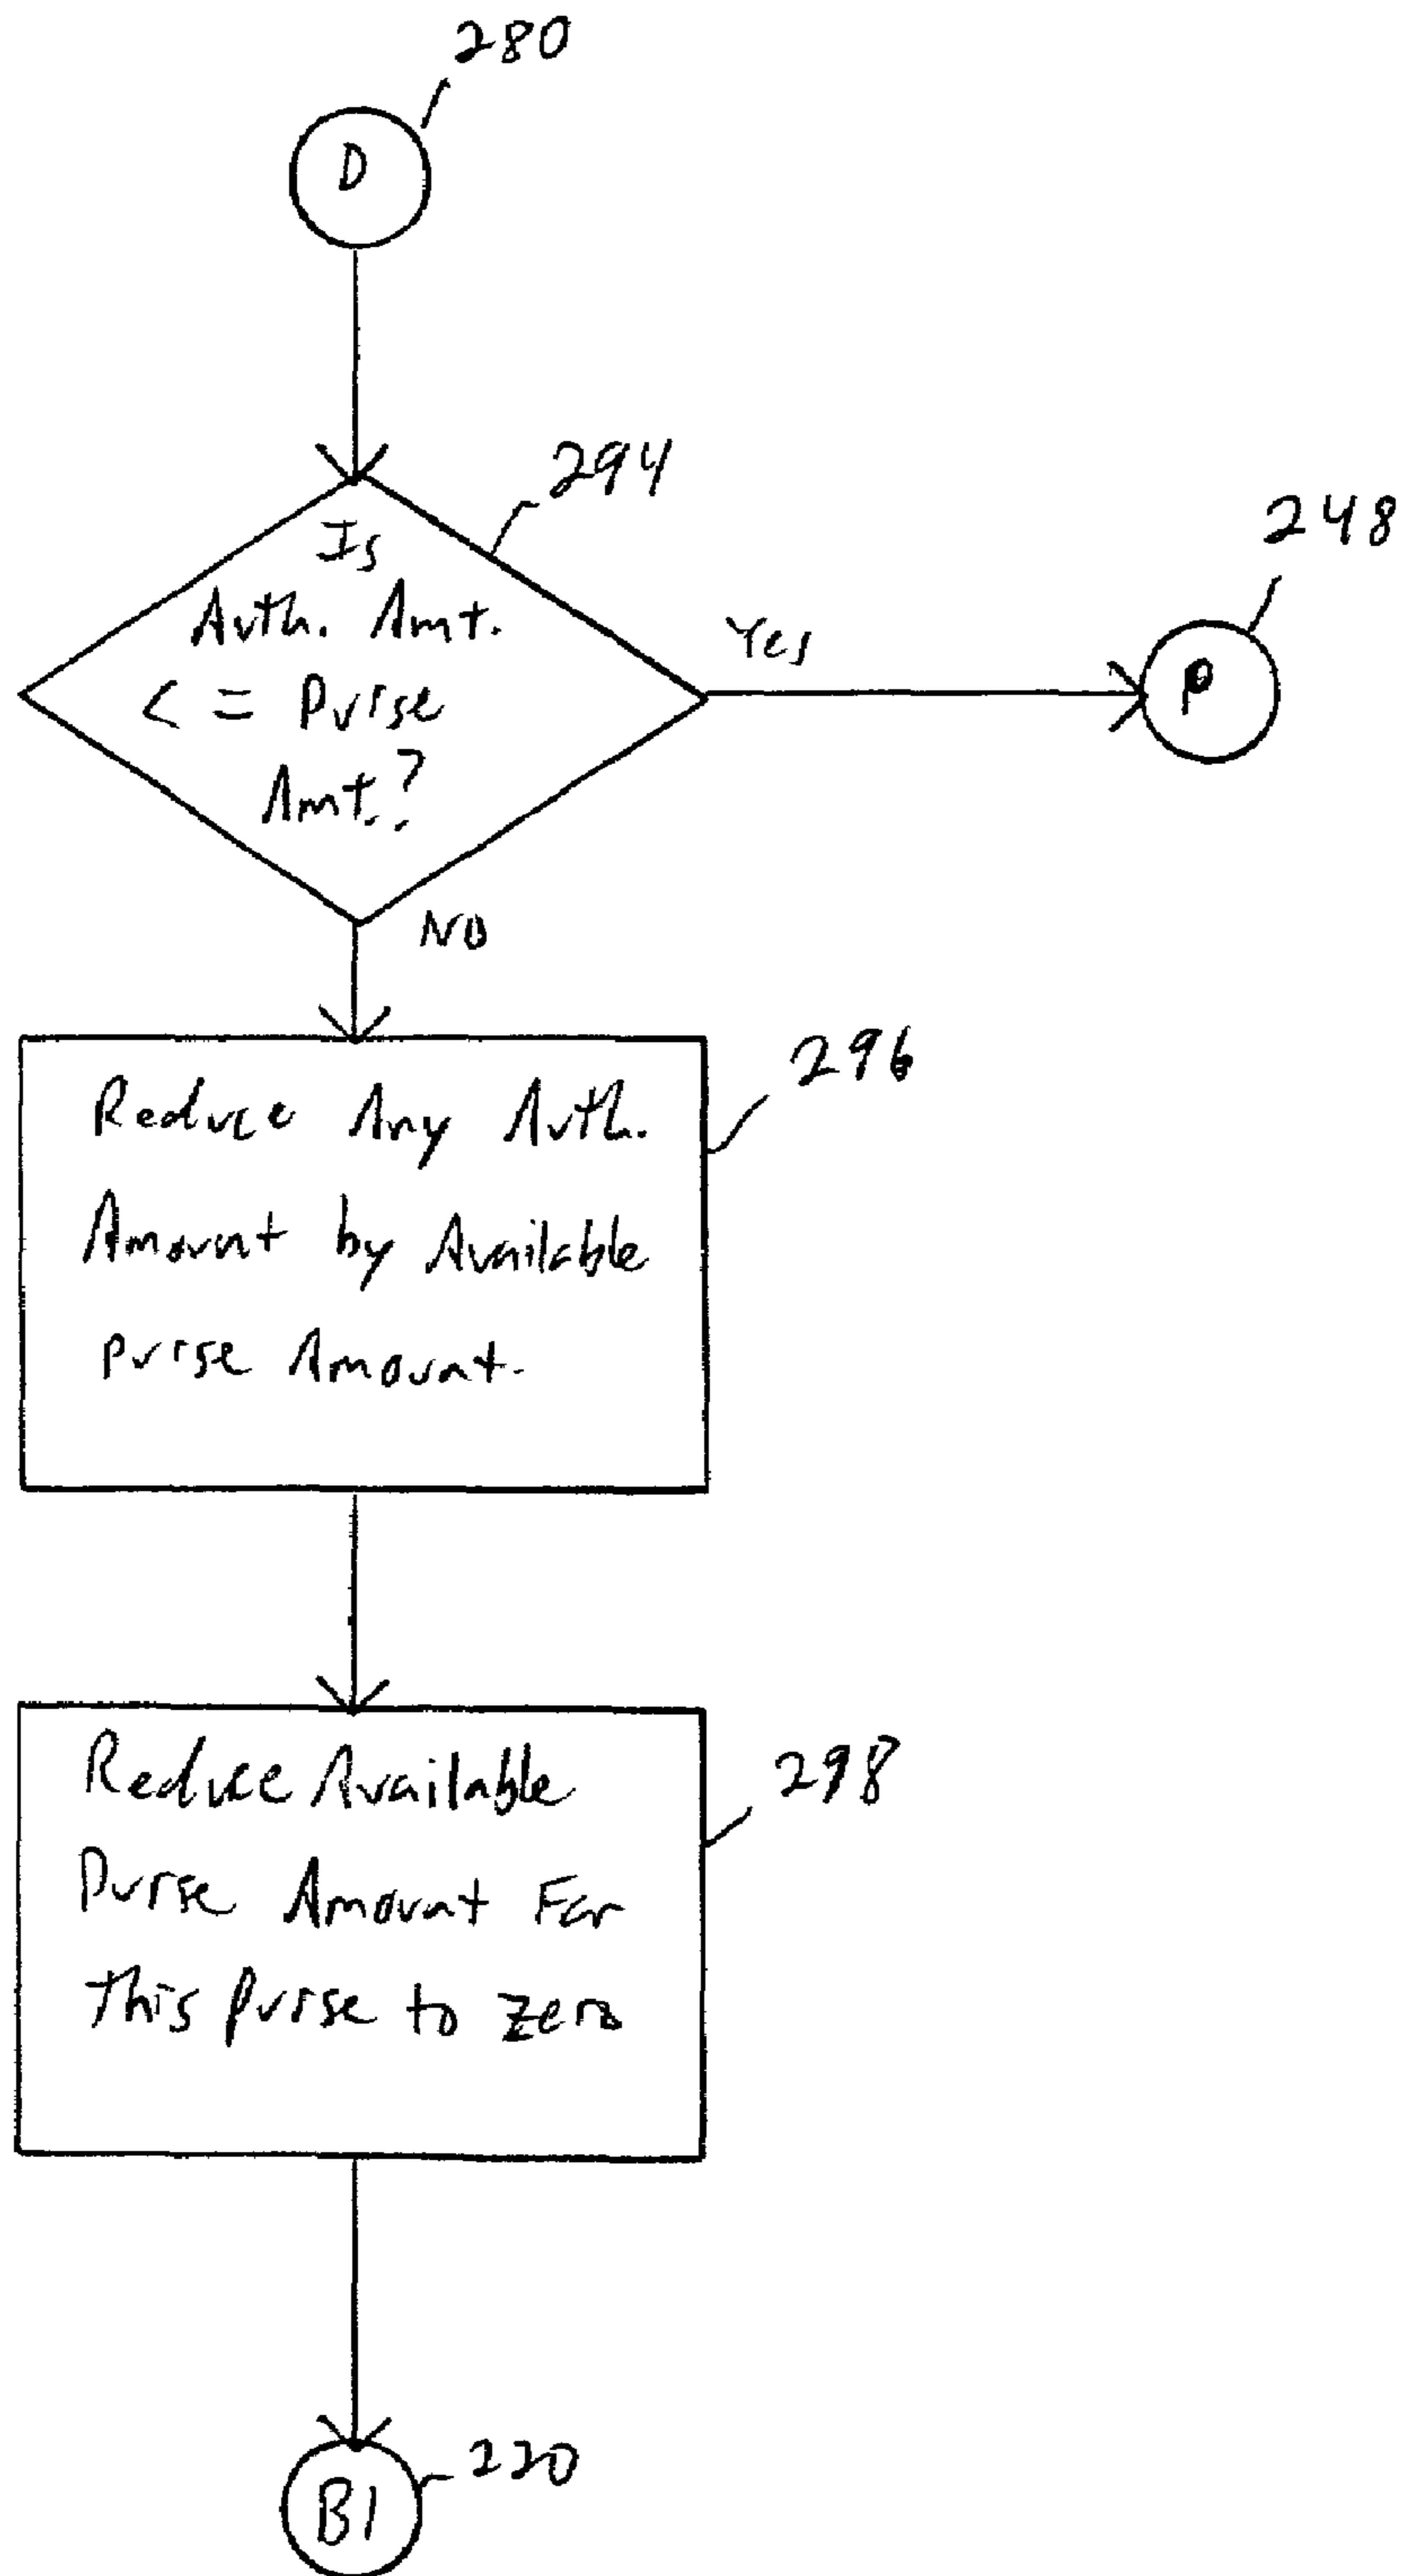 280
D
294
Is
Auth. Amt.
<= Purse
Amt.?
Yes
248
P
No
296
Reduce Any Auth.
Amount by Available
purse Amount.
298
Reduce Available
Purse Amount For
this purse to zero
220
B1